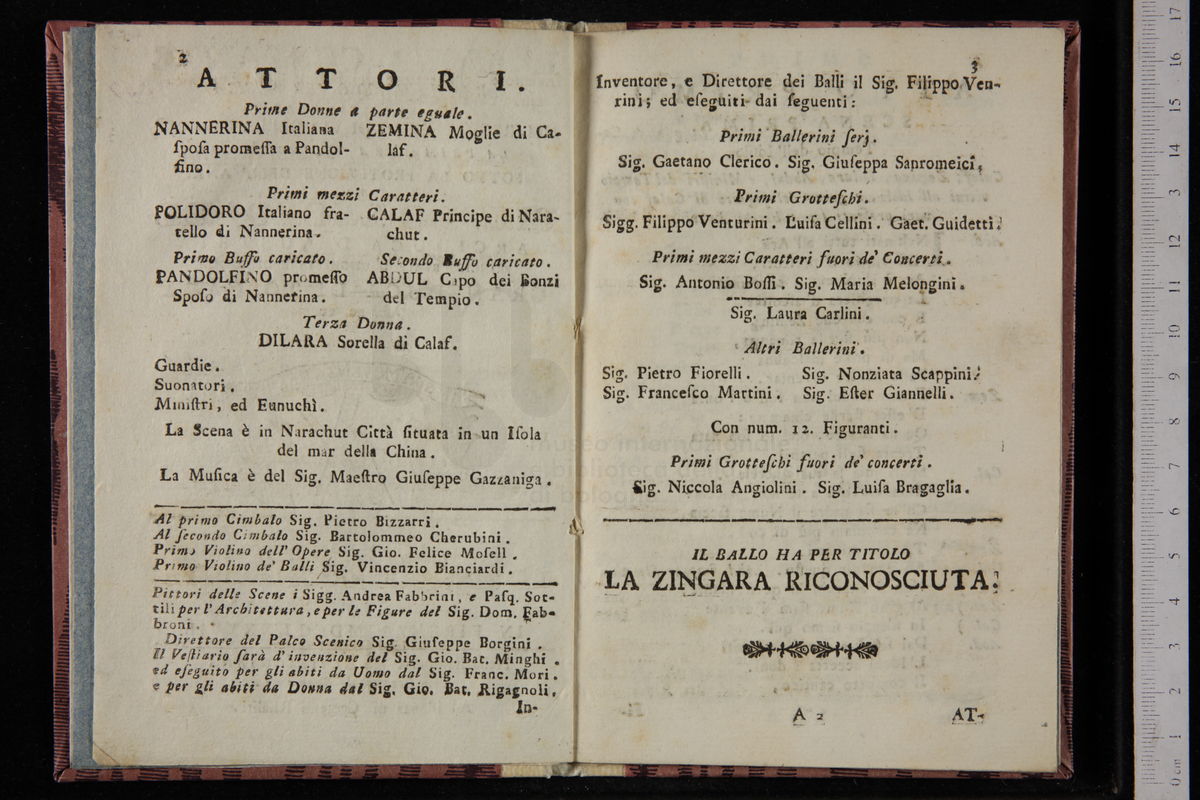 2
ATTORI.
Prime Donne a parte eguale.
NANNERINA Italiana
ſpoſa promeſſa a Pandol-
fino.
ZEMINA Moglie di Ca-
laf.
Primi mezzi Caratteri.
POLIDORO Italiano fra-
tello di Nannerina.
CALAF Principe di Nara-
chut.
Primo Buffo caricato.
PANDOLFINO promeſſo
Spoſo di Nannerina.
Secondo Buffo caricato.
ABDUL Capo dei Bonzi
del Tempio.
Terza Donna.
DILARA Sorella di Calaf.
Guardie.
Suonatori.
Miniſtri, ed Eunuchi.
La Scena è in Narachut Città ſituata in un Iſola
del mar della China.
La Muſica è del Sig. Maeſtro Giuſeppe Gazzaniga.
Al primo Cimbalo Sig. Pietro Bizzarri.
Al ſecondo Cimbalo Sig. Bartolommeo Cherubini.
Primo Violino dell' Opere Sig. Gio. Felice Moſell.
Primo Violino de' Balli Sig. Vincenzio Bianciardi.
Pittori delle Scene i Sigg. Andrea Fabbrini, e Paſq. Sot-
tili per l'Architettura, e per le Figure del Sig. Dom. Fab-
broni.
Direttore del Palco Scenico Sig. Giuſeppe Borgini.
Il Veſtiario ſarà d'invenzione del Sig. Gio. Bat. Minghi.
ed eſeguito per gli abiti da Uomo dal Sig. Franc. Mori.
e per gli abiti da Donna dal Sig. Gio. Bat. Rigagnoli.
In-
3
Inventore, e Direttore dei Balli il Sig. Filippo Ven-
rini; ed eſeguiti dai ſeguenti:
Primi Ballerini ſerj.
Sig. Gaetano Clerico. Sig. Giuſeppa Sapromeici.
Primi Grotteſchi.
Sigg. Filippo Venturini. Luiſa Cellini. Gaet. Guidetti.
Primi mezzi Caratteri fuori de' Concerti.
Sig. Antonio Boſſi. Sig. Maria Melongini.
Sig. Laura Carlini.
Altri Ballerini.
Sig. Pietro Fiorelli. Sig. Nonziata Scappini.
Sig. Franceſco Martini. Sig. Eſter Giannelli.
Con num. 12. Figuranti.
Primi Grotteſchi fuori de' concerti.
Sig. Niccola Angiolini. Sig. Luiſa Bragaglia.
IL BALLO HA PER TITOLO
LA ZINGARA RICONOSCIUTA.
A 2
AT-